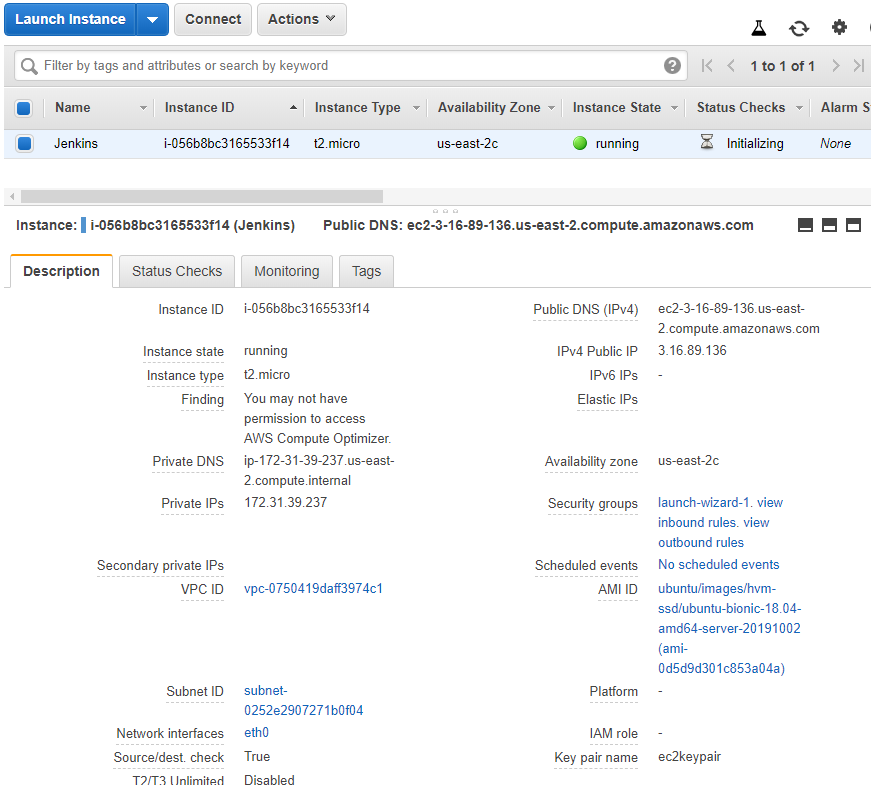 Launch Instance Connect Actions
Filter by tags and attributes or search by keyword 1 to 1 of 1
Name Instance ID Instance Type Availability Zone Instance State Status Checks Alarm S
Jenkins i-056b8bc3165533f14 t2.micro us-east-2c running Initializing None
Instance: i-056b8bc3165533f14 (Jenkins) Public DNS: ec2-3-16-89-136.us-east-2.compute.amazonaws.com
Description Status Checks Monitoring Tags
Instance ID i-056b8bc3165533f14 Public DNS (IPv4) ec2-3-16-89-136.us-east-
2.compute.amazonaws.com
Instance state running IPv4 Public IP 3.16.89.136
Instance type t2.micro IPv6 IPs -
Finding You may not have Elastic IPs
permission to access
AWS Compute Optimizer.
Private DNS ip-172-31-39-237.us-east- Availability zone us-east-2c
2.compute.internal
Private IPs 172.31.39.237 Security groups launch-wizard-1. view
inbound rules. view
outbound rules
Secondary private IPs Scheduled events No scheduled events
VPC ID vpc-0750419daff3974c1 AMI ID ubuntu/images/hvm-
ssd/ubuntu-bionic-18.04-
amd64-server-20191002
(ami-
0d5d9d301c853a04a)
Subnet ID subnet- Platform -
0252e2907271b0f04
Network interfaces eth0 IAM role -
Source/dest. check True Key pair name ec2keypair
T2/T3 Unlimited Disabled